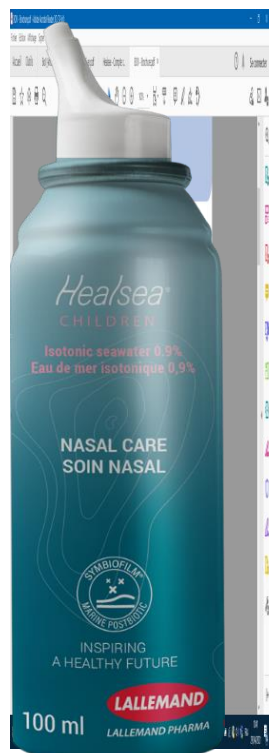 Healsea®
CHILDREN
Isotonic seawater 0.9%
Eau de mer isotonique 0,9%
NASAL CARE
SOIN NASAL
SYMBIOFILM®
MARINE POSTBIOTIC
INSPIRING
A HEALTHY FUTURE
LALLEMAND
100 ml
LALLEMAND PHARMA